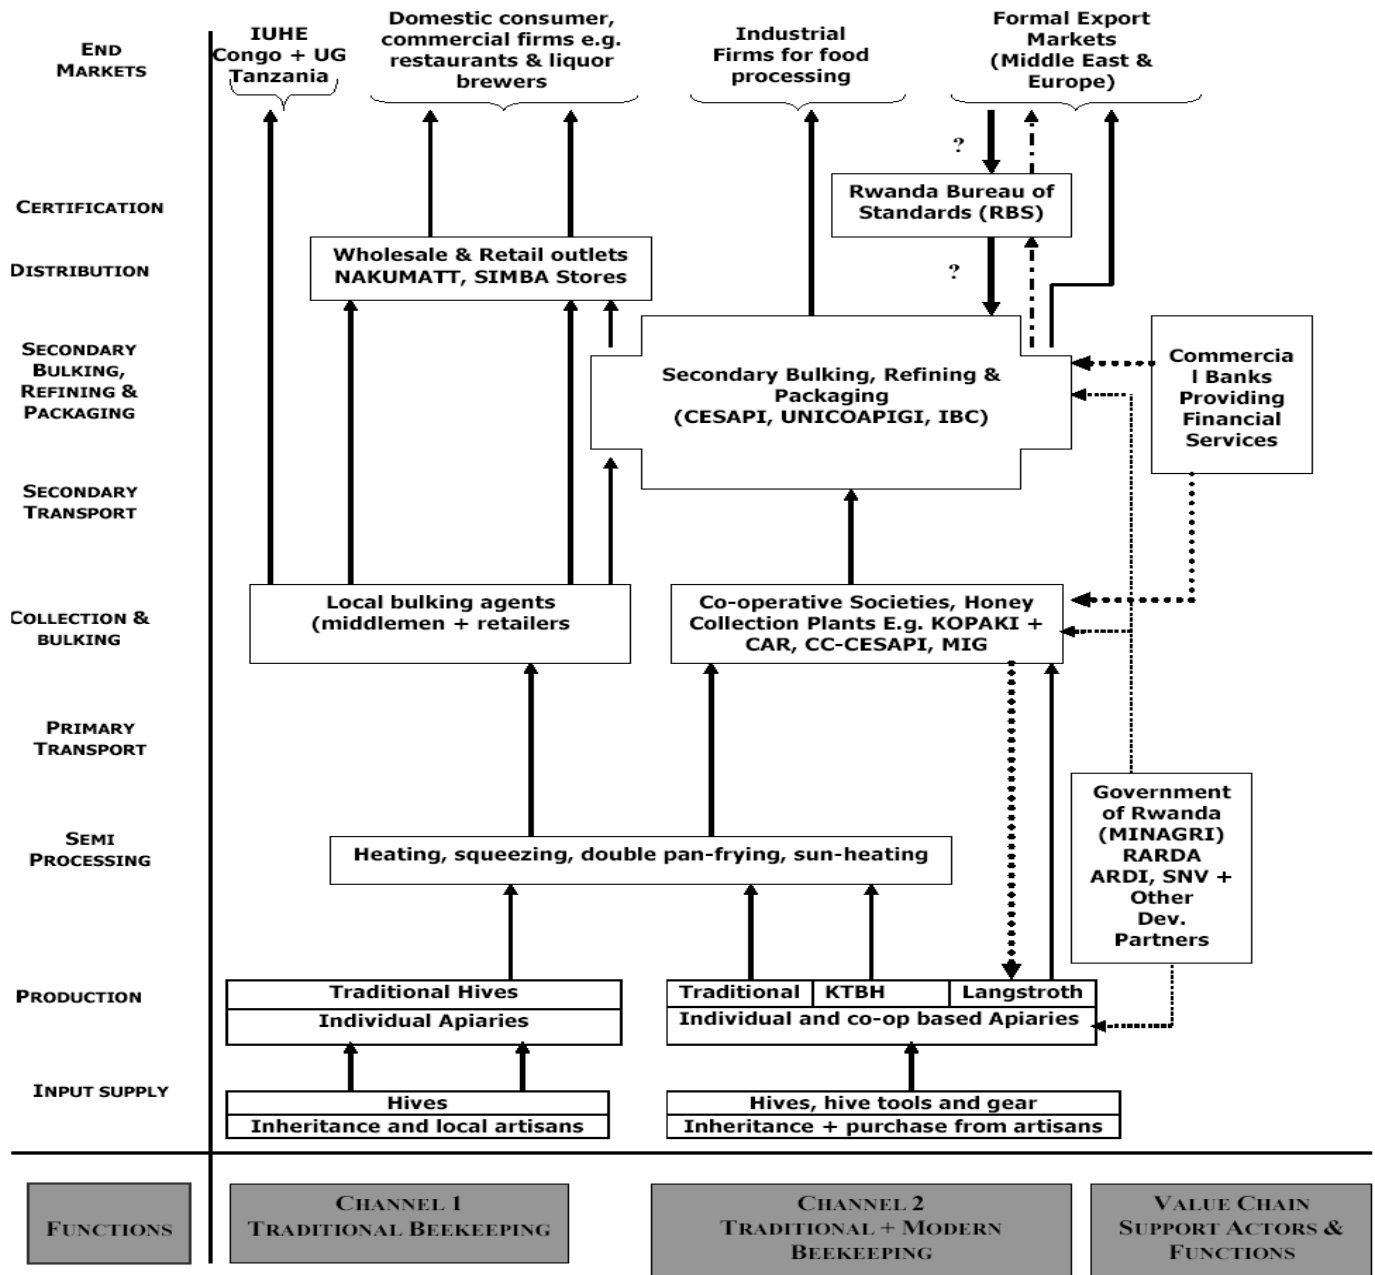 END
MARKETS
IUHE
Congo + UG
Tanzania
Domestic consumer,
commercial firms e.g.
restaurants & liquor
brewers
Industrial
Firms for food
processing
Formal Export
Markets
(Middle East &
Europe)
?
CERTIFICATION
Rwanda Bureau of
Standards (RBS)
DISTRIBUTION
Wholesale & Retail outlets
NAKUMATT, SIMBA Stores
?
SECONDARY
BULKING,
REFINING &
PACKAGING
Secondary Bulking, Refining &
Packaging
(CESAPI, UNICOAPIGI, IBC)
Commercia
l Banks
Providing
Financial
Services
SECONDARY
TRANSPORT
COLLECTION &
BULKING
Local bulking agents
(middlemen + retailers
Co-operative Societies, Honey
Collection Plants E.g. KOPAKI +
CAR, CC-CESAPI, MIG
PRIMARY
TRANSPORT
Government
of Rwanda
(MINAGRI)
RARDA
ARDI, SNV +
Other
Dev.
Partners
SEMI
PROCESSING
Heating, squeezing, double pan-frying, sun-heating
PRODUCTION
Traditional Hives
Individual Apiaries
Traditional
KTBH
Langstroth
Individual and co-op based Apiaries
INPUT SUPPLY
Hives
Inheritance and local artisans
Hives, hive tools and gear
Inheritance + purchase from artisans
FUNCTIONS
CHANNEL 1
TRADITIONAL BEEKEEPING
CHANNEL 2
TRADITIONAL + MODERN
BEEKEEPING
VALUE CHAIN
SUPPORT ACTORS &
FUNCTIONS